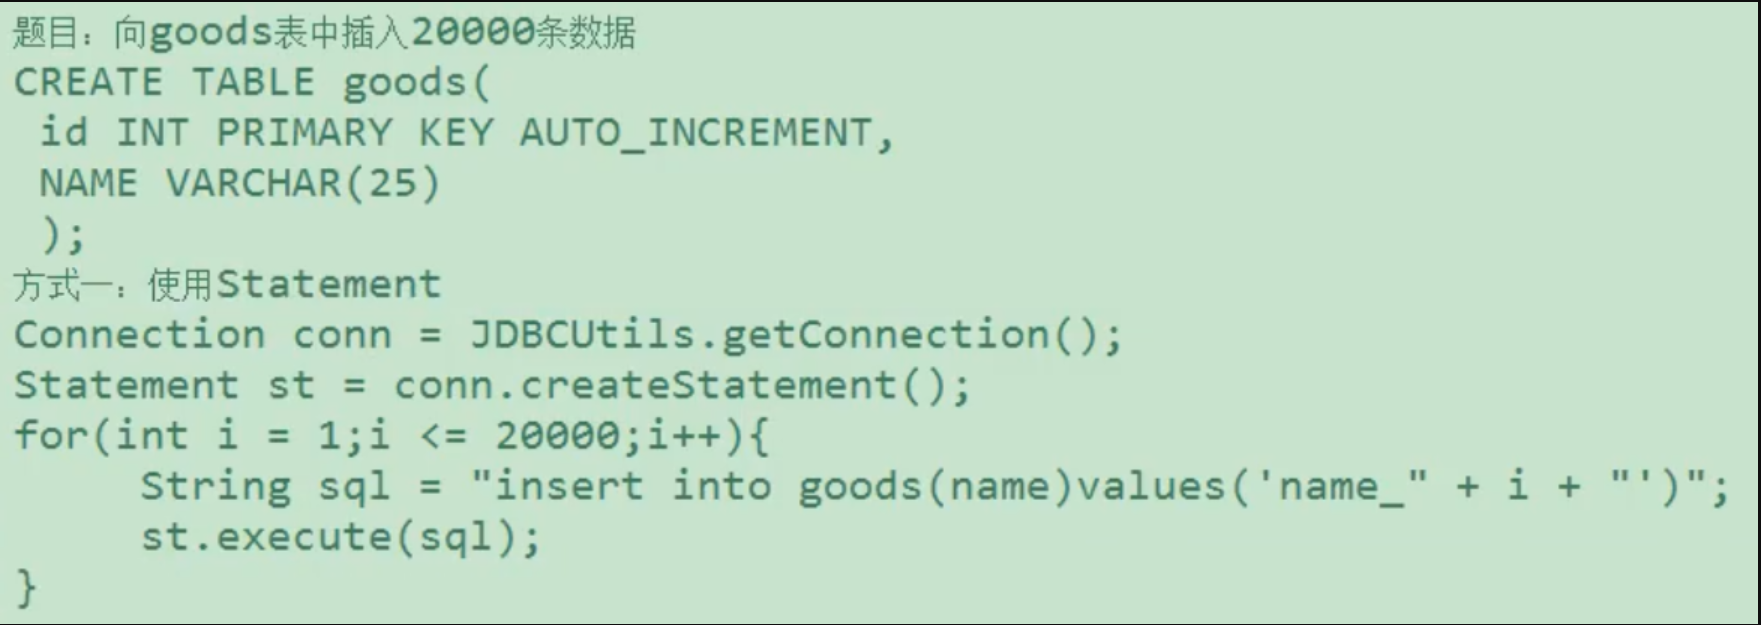 题目：向goods表中插入20000条数据
CREATE TABLE goods(
id INT PRIMARY KEY AUTO_INCREMENT,
NAME VARCHAR(25)
);
方式一：使用Statement
Connection conn = JDBCUtils.getConnection();
Statement st = conn.createStatement();
for(int i = 1;i <= 20000;i++){
String sql = "insert into goods(name)values('name_" + i + "')";
st.execute(sql);
}